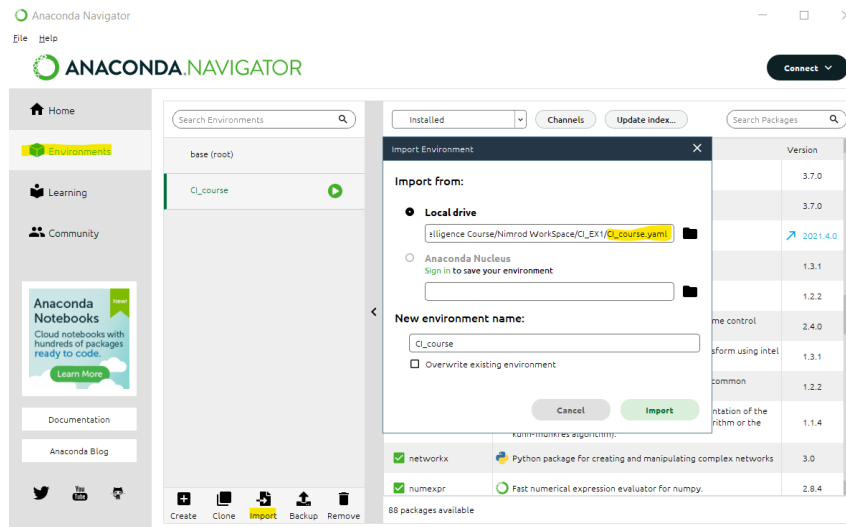 Anaconda Navigator
File Help
ANACONDA.NAVIGATOR
Connect
Home
Environments
Learning
Community
Anaconda
Notebooks
New!
Cloud notebooks with
hundreds of packages
ready to code.
Learn More
Documentation
Anaconda Blog
You
Tube
Search Environments
base (root)
CI_course
Create Clone Import Backup Remove
Installed
Channels
Update index...
Search Packages
Import Environment
Version
Import from:
Local drive
elligence Course/Nimrod WorkSpace/CI_EX1/CI_course.yaml
Anaconda Nucleus
Sign in to save your environment
New environment name:
CI_course
Overwrite existing environment
Cancel
Import
3.7.0
3.7.0
2021.4.0
1.3.1
1.2.2
me control
2.4.0
sform using intel
1.3.1
common
1.2.2
ntation of the
rithm or the
kuhn-munkres algorithm).
1.1.4
networkx Python package for creating and manipulating complex networks 3.0
numexpr Fast numerical expression evaluator for numpy. 2.8.4
88 packages available